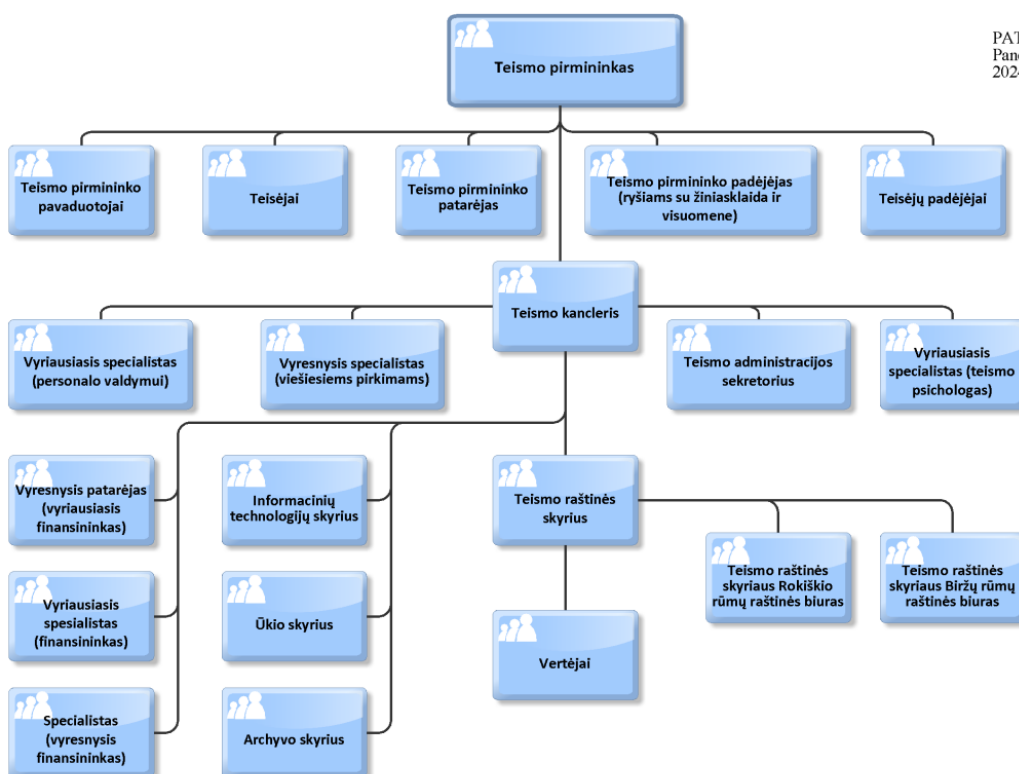 Teismo pirmininkas
PAT
Pane
202
Teismo pirmininko
pavaduotojai
Teisėjai
Teismo pirmininko
patarėjas
Teismo pirmininko padėjėjas
(ryšiams su žiniasklaida ir
visuomene)
Teisėjų padėjėjai
Teismo kancleris
Vyriausiasis specialistas
(personalo valdymui)
Vyresnysis specialistas
(viešiesiems pirkimams)
Teismo administracijos
sekretorius
Vyriausiasis
specialistas (teismo
psichologas)
Vyresnysis patarėjas
(vyriausiasis
finansininkas)
Informacinių
technologijų skyrius
Teismo raštinės
skyrius
Teismo raštinės
skyriaus Rokiškio
rūmų raštinės biuras
Teismo raštinės
skyriaus Biržų rūmų
raštinės biuras
Vyriausiasis
spesialistas
(finansininkas)
Ūkio skyrius
Vertėjai
Specialistas
(vyresnysis
finansininkas)
Archyvo skyrius